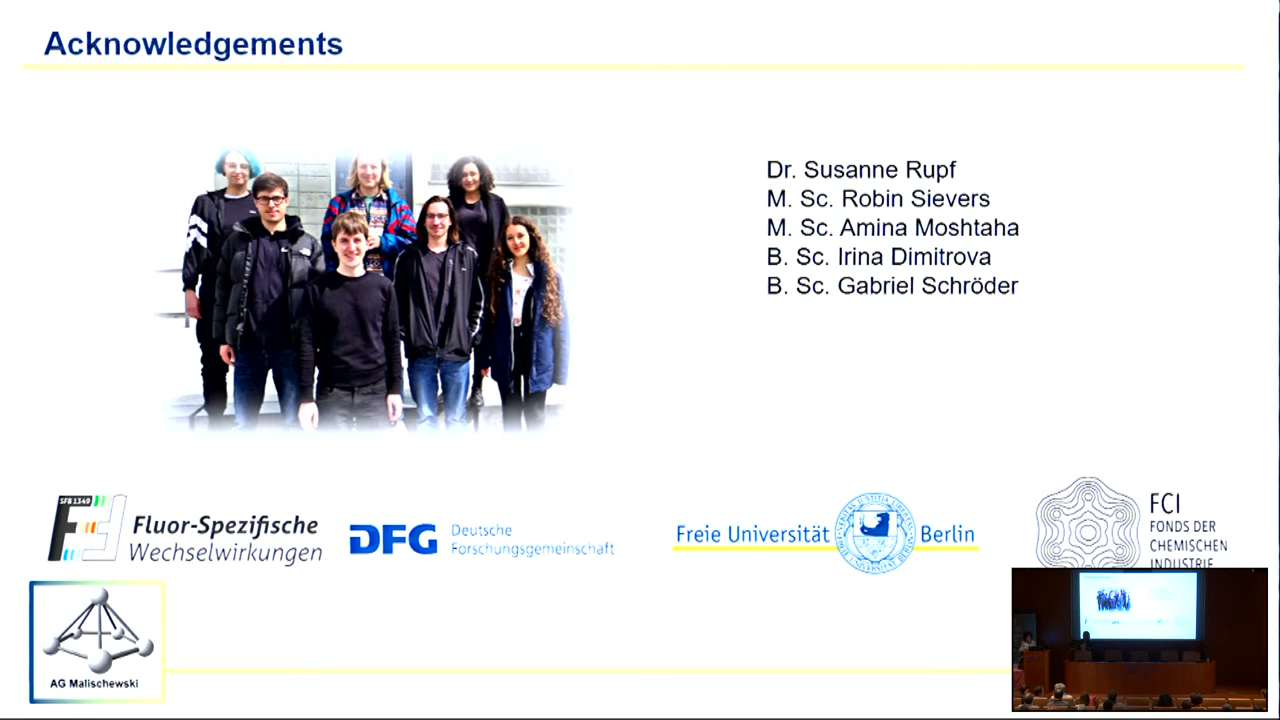 Acknowledgements
Dr. Susanne Rupf
M. Sc. Robin Sievers
M. Sc. Amina Moshtaha
B. Sc. Irina Dimitrova
B. Sc. Gabriel Schröder
SFB 1349
Fluor-Spezifische
Wechselwirkungen
DFG Deutsche
Forschungsgemeinschaft
Freie Universität Berlin
FCI
FONDS DER
CHEMISCHEN
INDUSTRIE
AG Malischewski